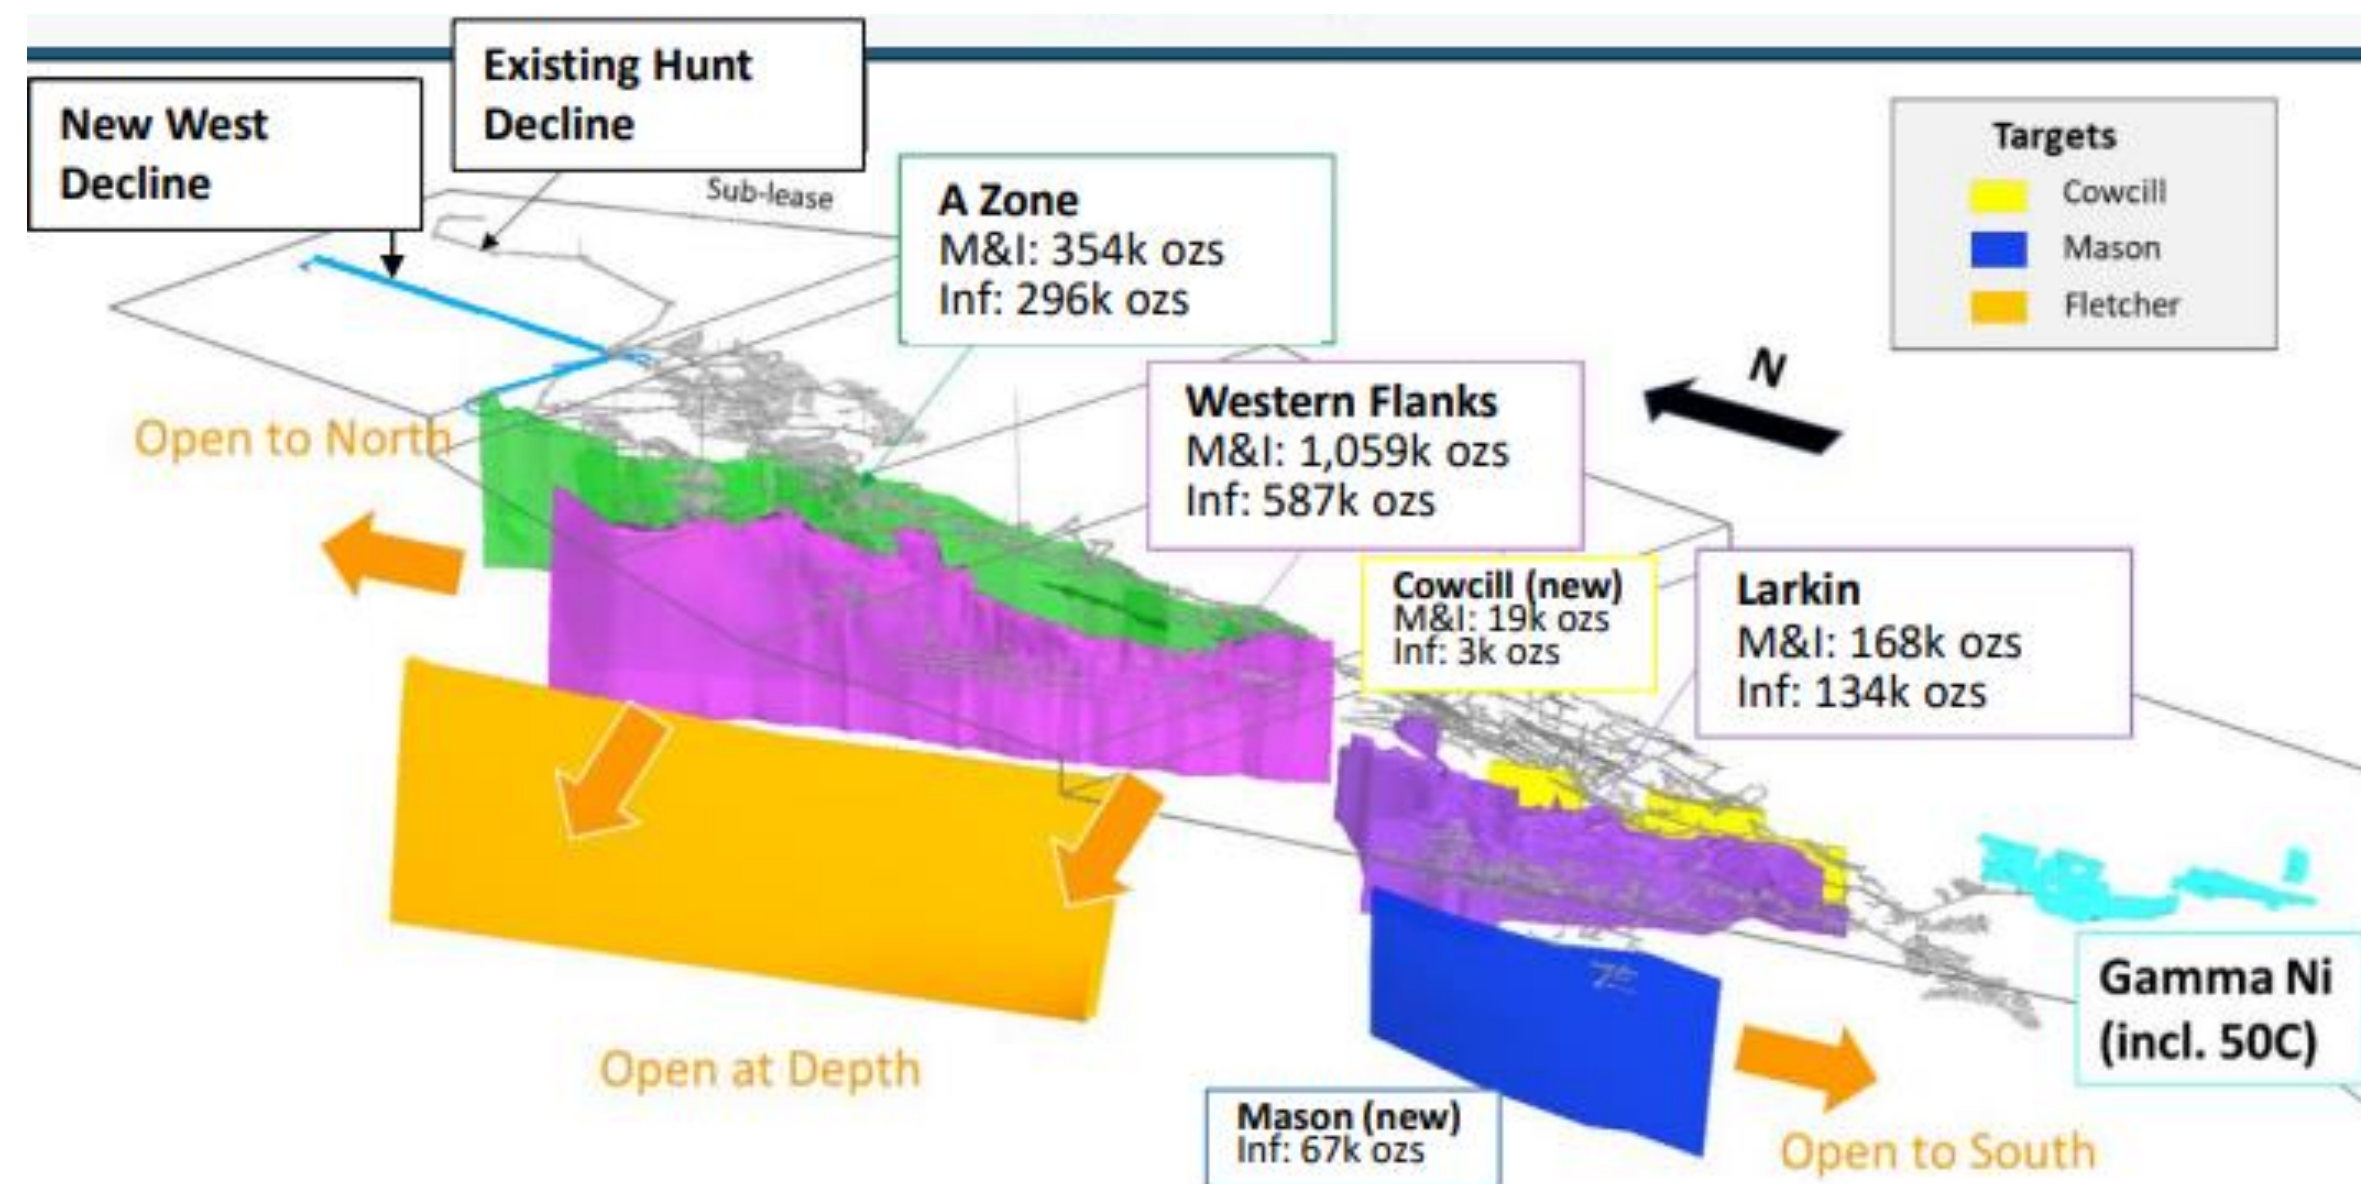 Existing Hunt
Decline
New West
Decline
Sub-lease
A Zone
M&I: 354k ozs
Inf: 296k ozs
Targets
Cowcill
Mason
Fletcher
N
Western Flanks
M&I: 1,059k ozs
Inf: 587k ozs
Open to North
Cowcill (new)
M&I: 19k ozs
Inf: 3k ozs
Larkin
M&I: 168k ozs
Inf: 134k ozs
Gamma Ni
(incl. 50C)
Open at Depth
Mason (new)
Inf: 67k ozs
Open to South